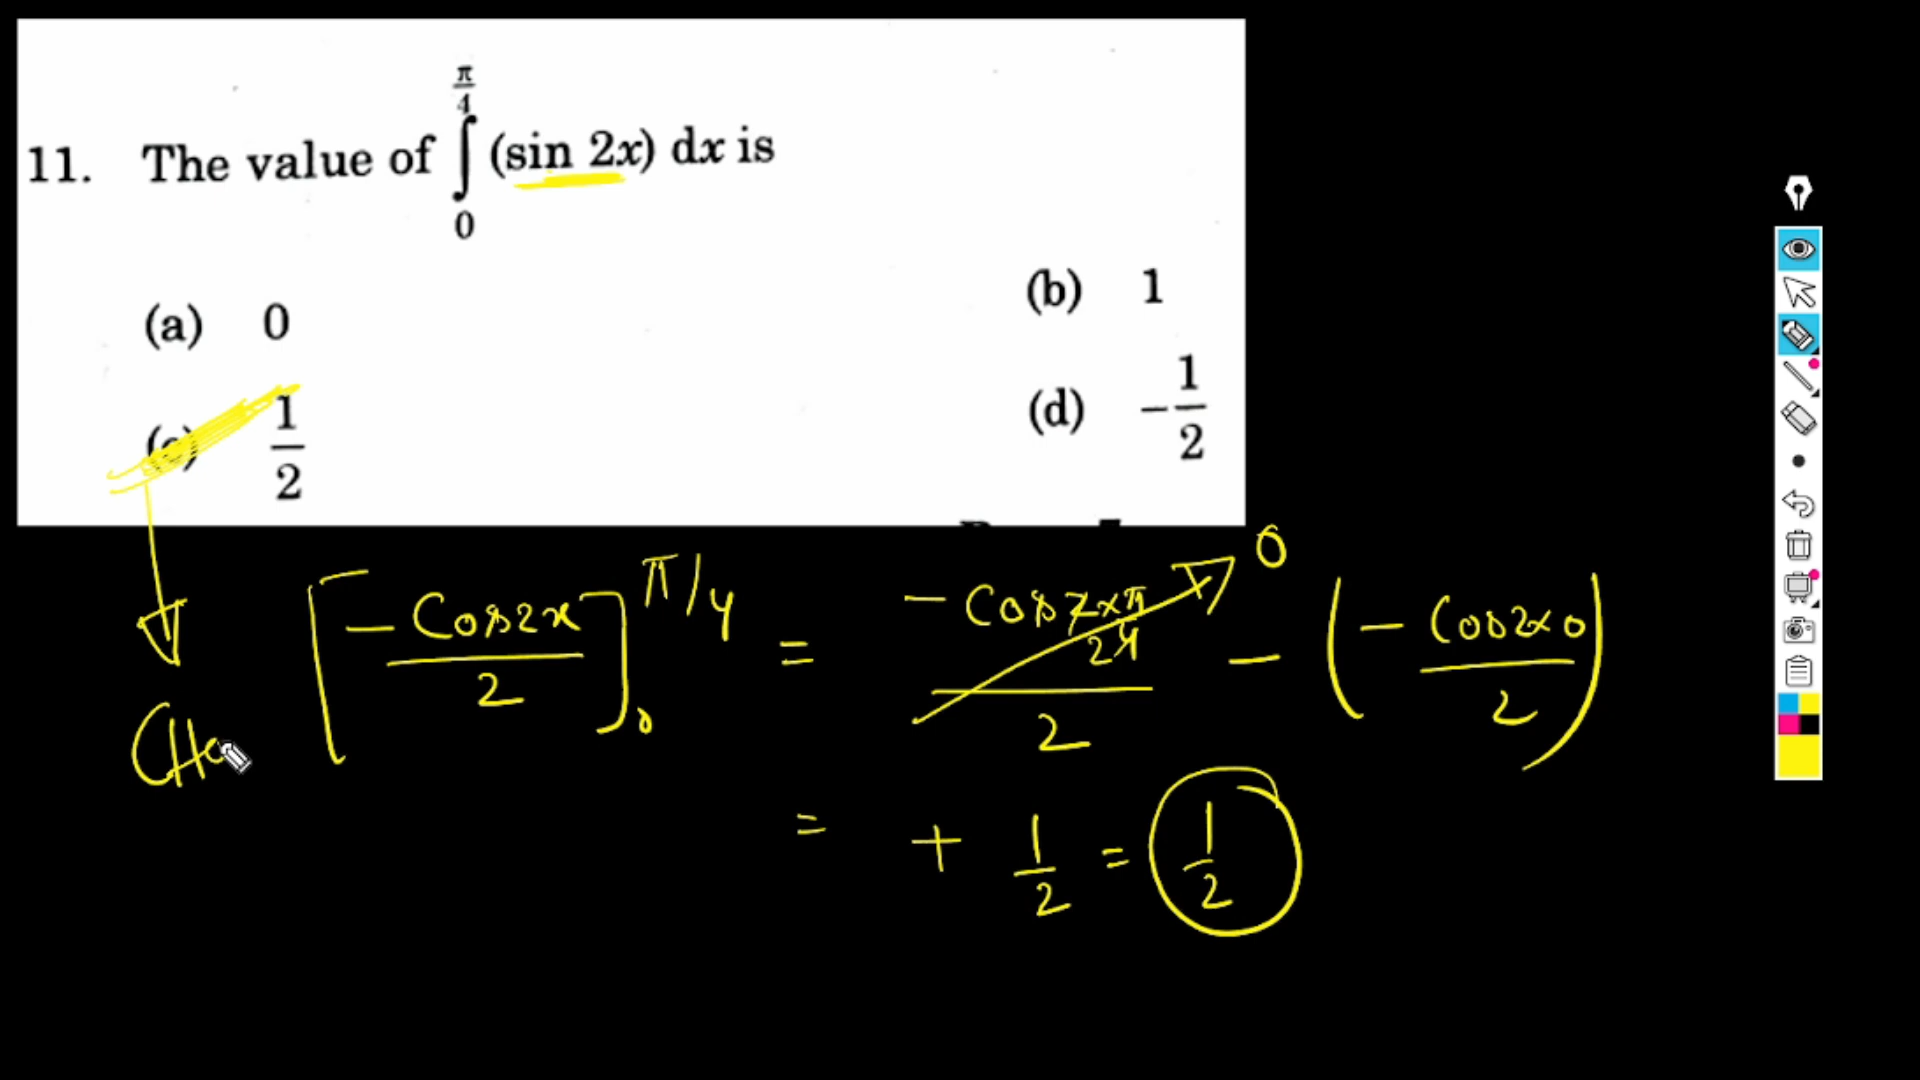 11. The value of ∫₀^(π/4) (sin 2x) dx is
(a) 0
(b) 1
(c) 1/2
(d) -1/2
[-Cos2x/2]₀^(π/4) = -Cos2×π/4 / 2 → 0 - (-Cos2×0/2)
= + 1/2 = 1/2